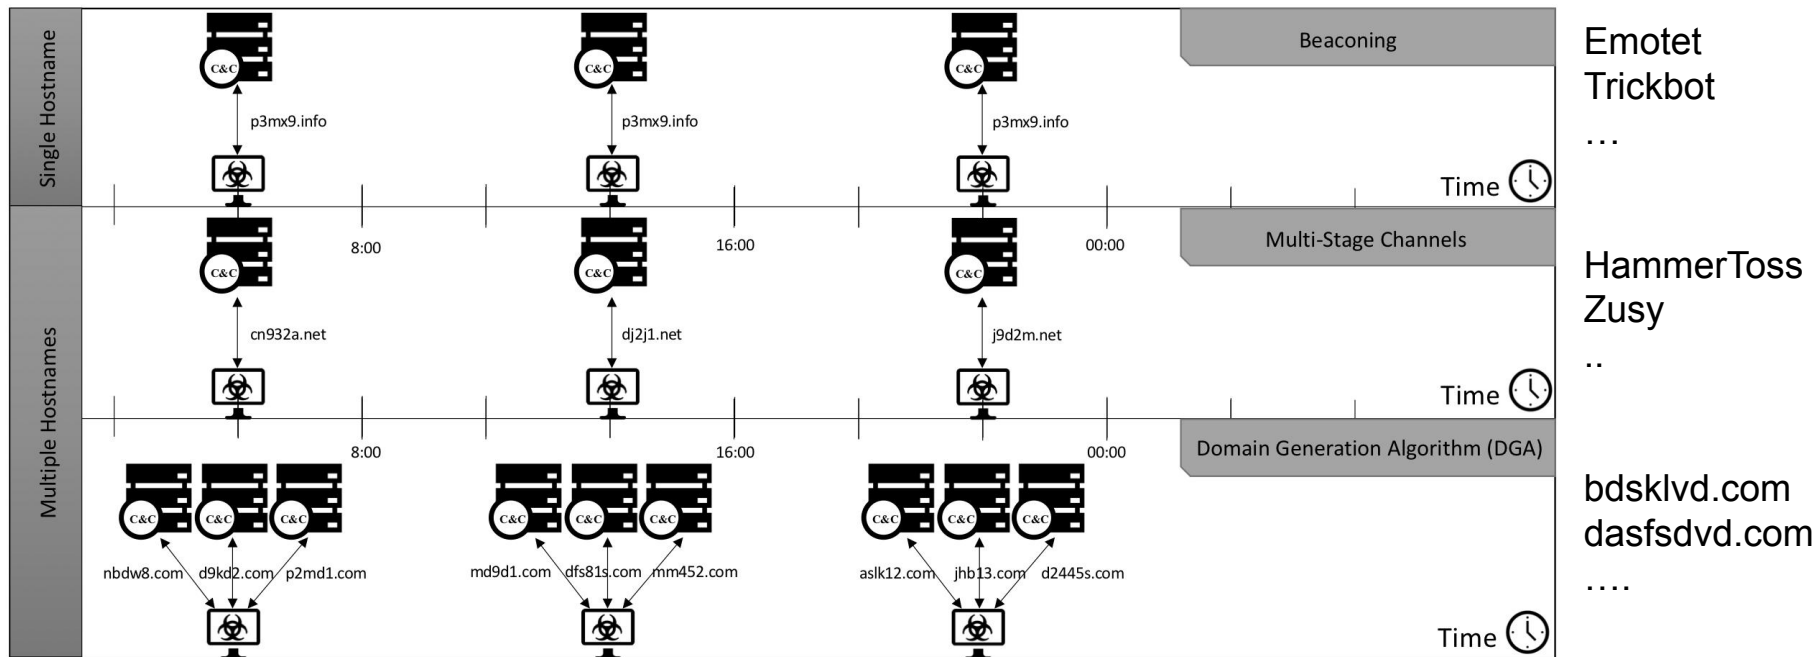 Single Hostname
C&C
C&C
C&C
Beaconing
p3mx9.info
p3mx9.info
p3mx9.info
Time
Emotet
Trickbot
…
Multiple Hostnames
8:00
16:00
00:00
Multi-Stage Channels
C&C
C&C
C&C
cn932a.net
dj2j1.net
j9d2m.net
Time
HammerToss
Zusy
..
8:00
16:00
00:00
Domain Generation Algorithm (DGA)
C&C C&C C&C
C&C C&C C&C
C&C C&C C&C
nbdw8.com d9kd2.com p2md1.com
md9d1.com dfs81s.com mm452.com
aslk12.com jhb13.com d2445s.com
Time
bdsklvd.com
dasfsdvd.com
….